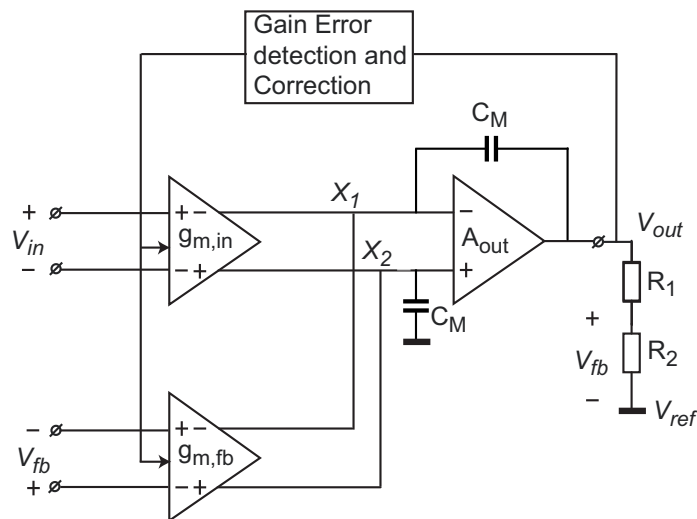 Gain Error
detection and
Correction
C_M
X_1
+
+ −
−
V_in
g_m,in
A_out
V_out
−
− +
X_2
+
R_1
C_M
+
V_fb
R_2
−
V_ref
−
+ −
V_fb
g_m,fb
+
− +